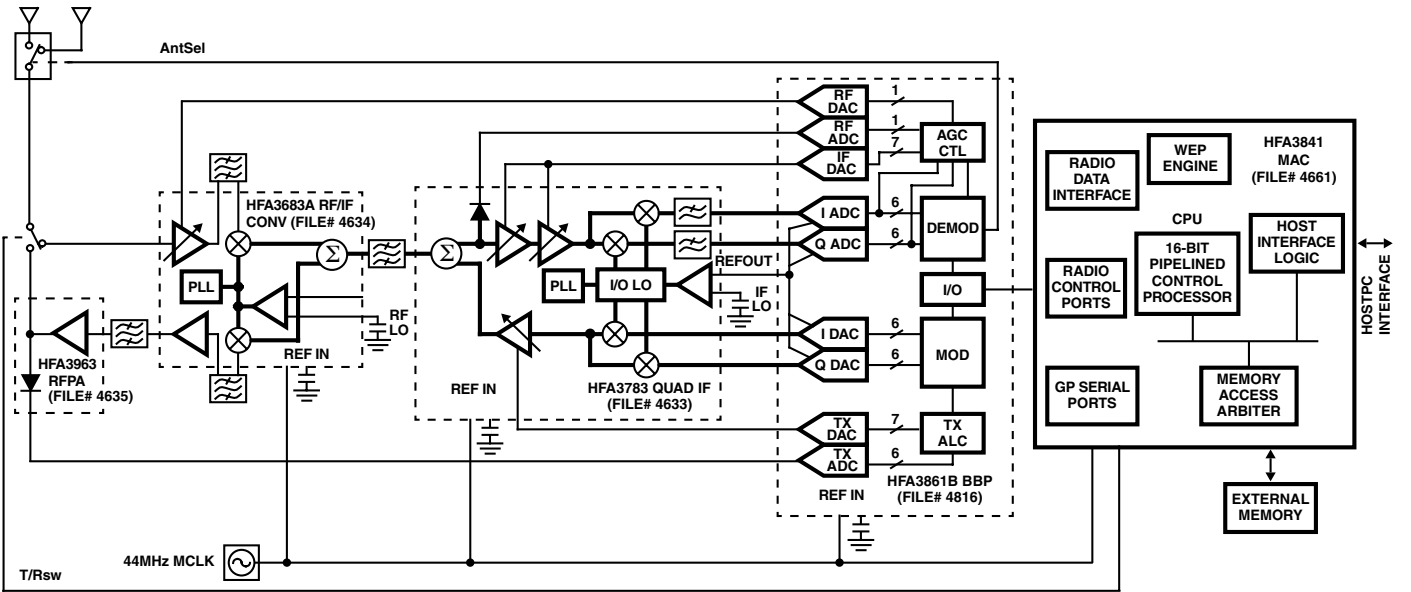 AntSel
RF
DAC
1
RF
ADC
1
IF
DAC
7
AGC
CTL
HFA3683A RF/IF
CONV (FILE# 4634)
I ADC
6
Q ADC
6
DEMOD
REFOUT
PLL
PLL
I/O LO
IF
LO
I/O
RF
LO
REF IN
HFA3963
RFPA
(FILE# 4635)
REF IN
HFA3783 QUAD IF
(FILE# 4633)
I DAC
6
Q DAC
6
MOD
TX
DAC
7
TX
ADC
6
TX
ALC
REF IN
HFA3861B BBP
(FILE# 4816)
RADIO
DATA
INTERFACE
WEP
ENGINE
HFA3841
MAC
(FILE# 4661)
CPU
16-BIT
PIPELINED
CONTROL
PROCESSOR
HOST
INTERFACE
LOGIC
RADIO
CONTROL
PORTS
GP SERIAL
PORTS
MEMORY
ACCESS
ARBITER
HOSTPC
INTERFACE
EXTERNAL
MEMORY
44MHz MCLK
T/Rsw
Σ
Σ